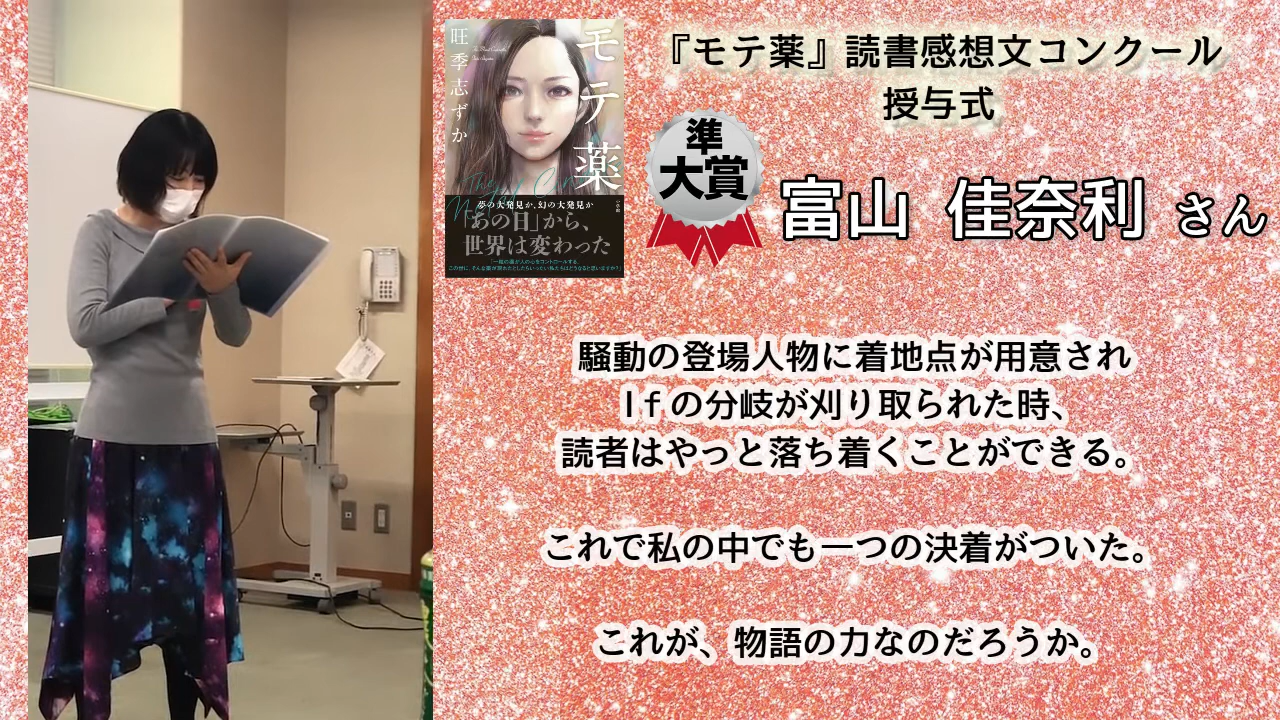 『モテ薬』読書感想文コンクール
授与式
準
大賞
富山 佳奈利 さん
モテ薬
旺季志ずか
夢の大発見か、幻の大発見か
「あの日」から、
世界は変わった
騒動の登場人物に着地点が用意され
Ｉｆの分岐が刈り取られた時、
読者はやっと落ち着くことができる。
これで私の中でも一つの決着がついた。
これが、物語の力なのだろうか。